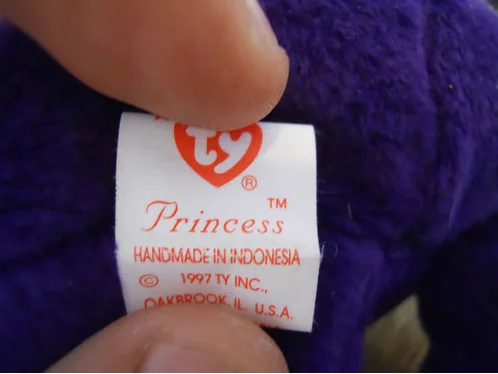 ty ®
Princess ™
HANDMADE IN INDONESIA
© 1997 TY INC.,
OAKBROOK, IL. U.S.A.